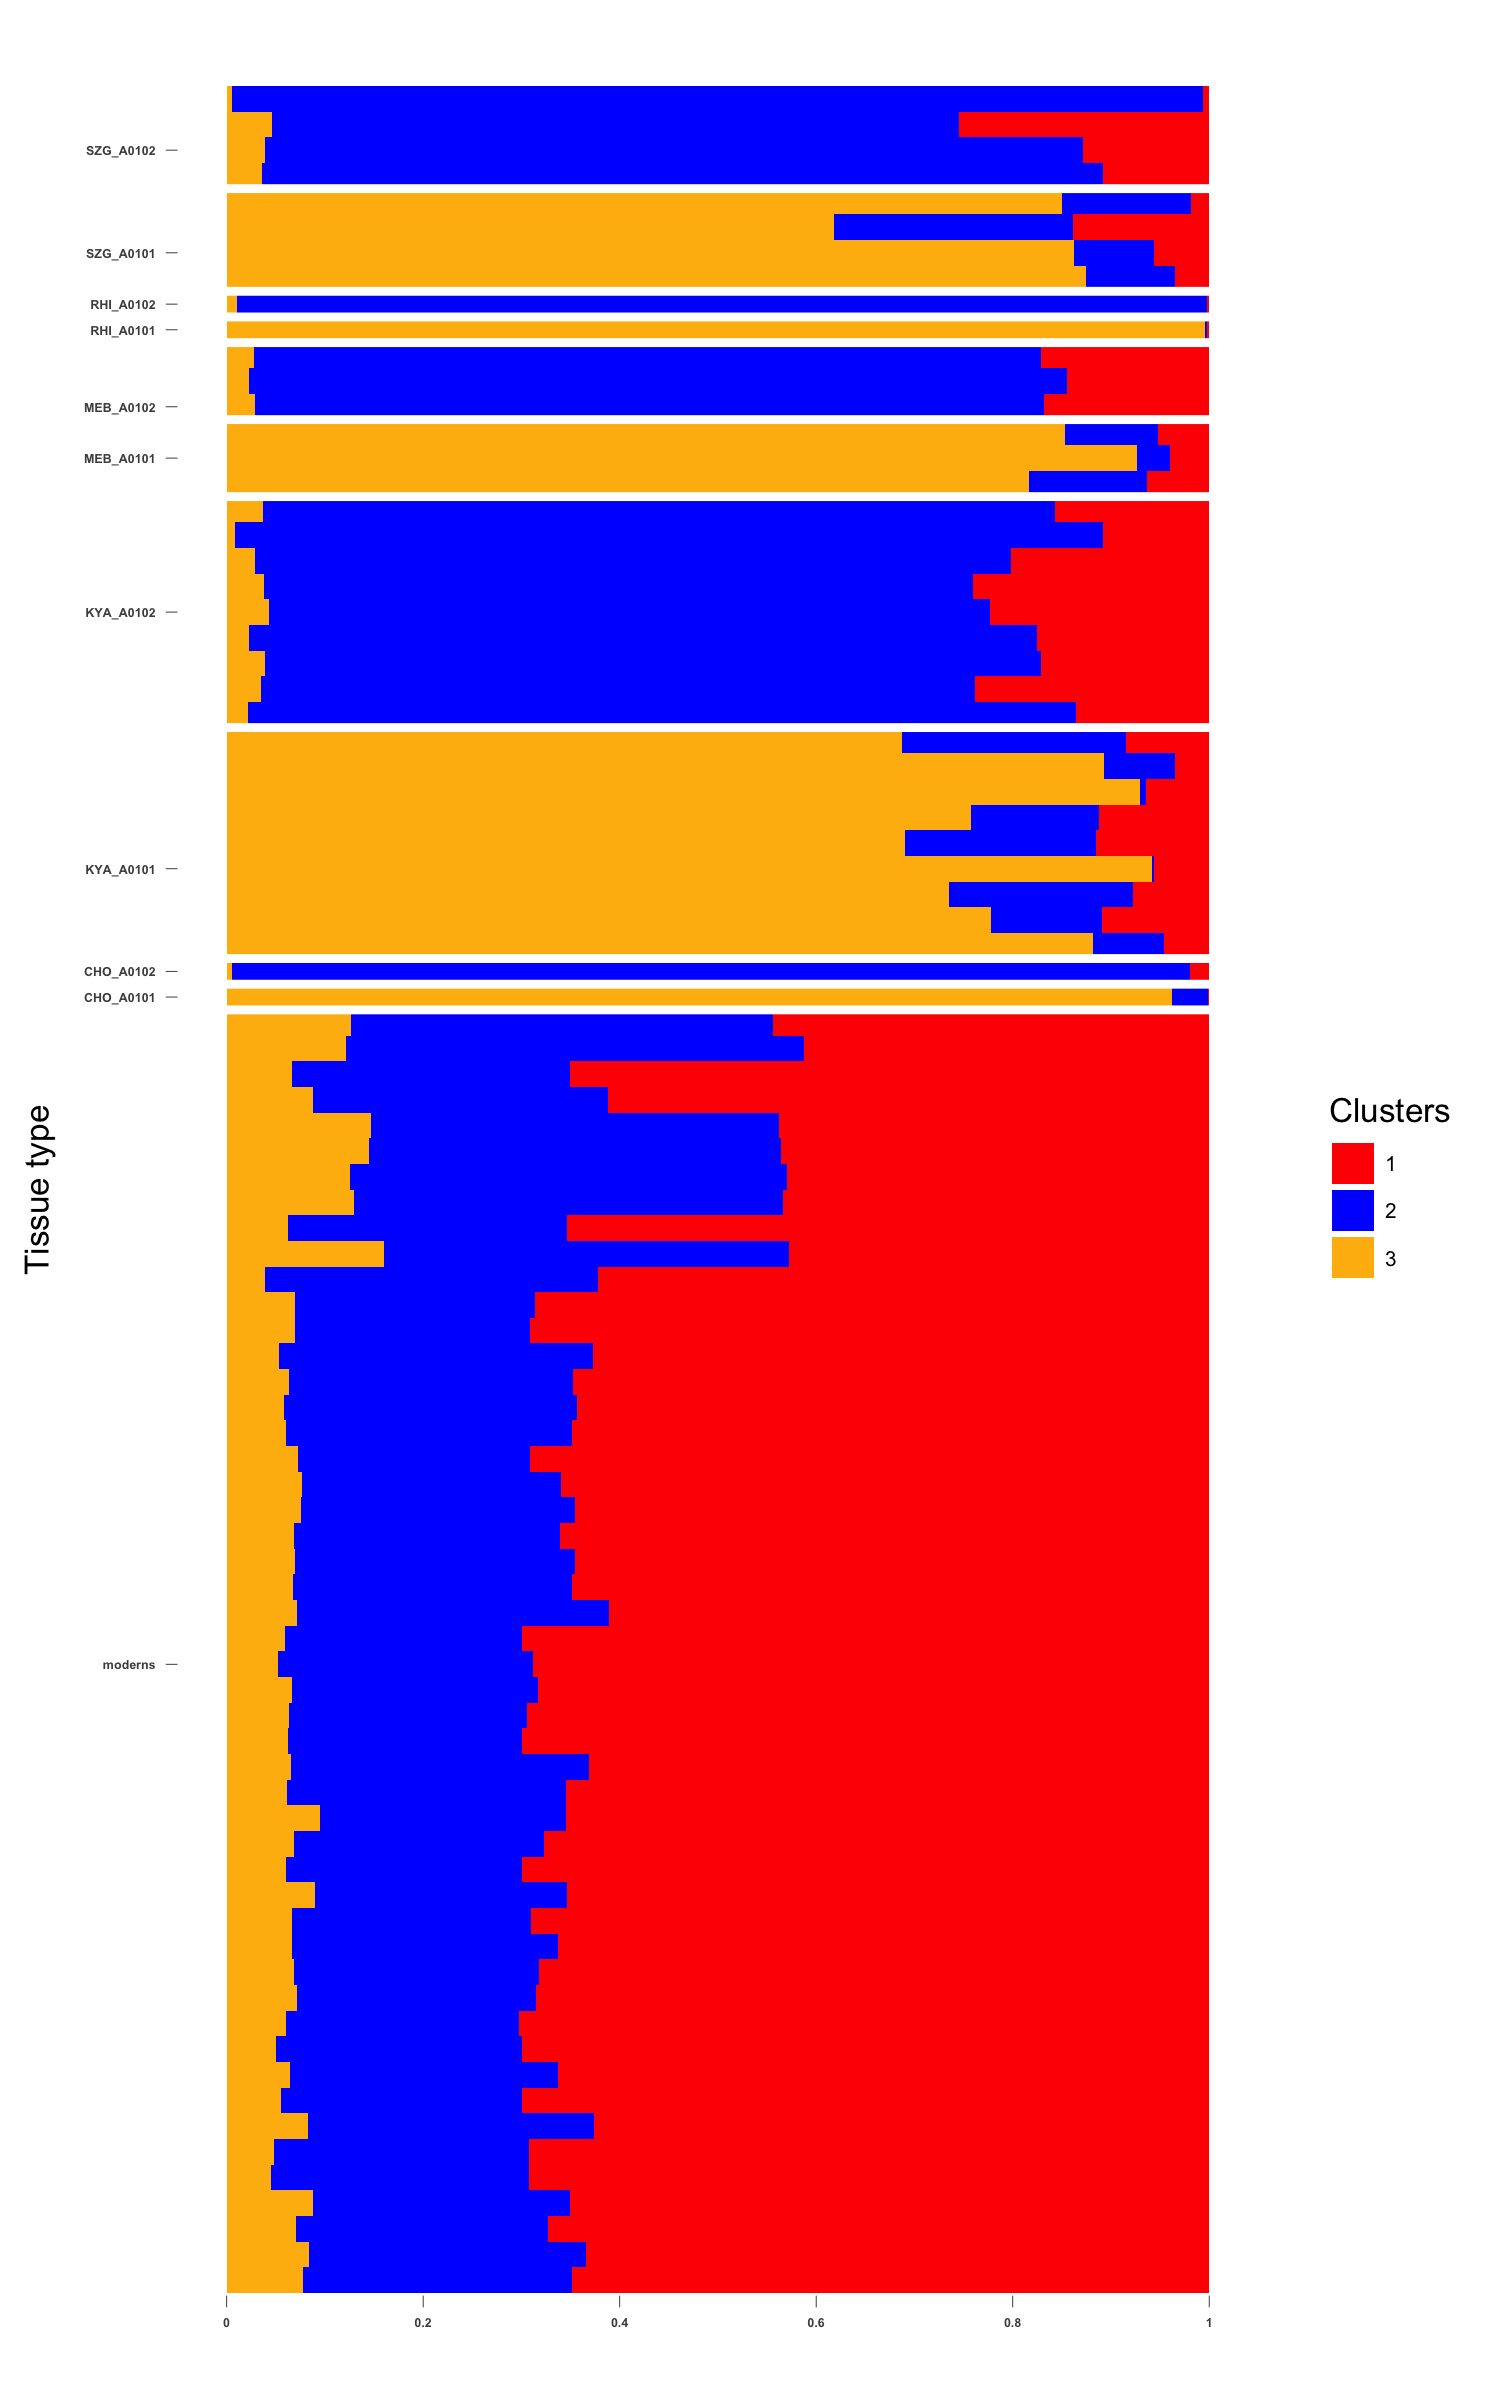 SZG_A0102
SZG_A0101
RHI_A0102
RHI_A0101
MEB_A0102
MEB_A0101
KYA_A0102
KYA_A0101
CHO_A0102
CHO_A0101
moderns
Tissue type
Clusters
1
2
3
0 0.2 0.4 0.6 0.8 1